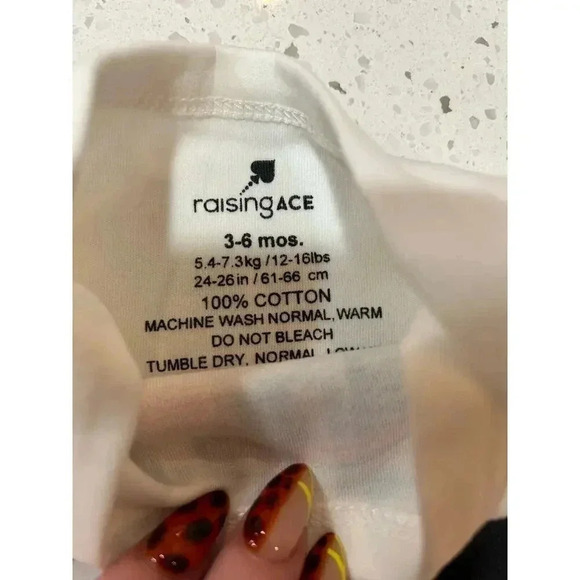 raisingACE
3-6 mos.
5.4-7.3kg /12-16lbs
24-26in / 61-66 cm
100% COTTON
MACHINE WASH NORMAL, WARM
DO NOT BLEACH
TUMBLE DRY, NORMAL, LOW